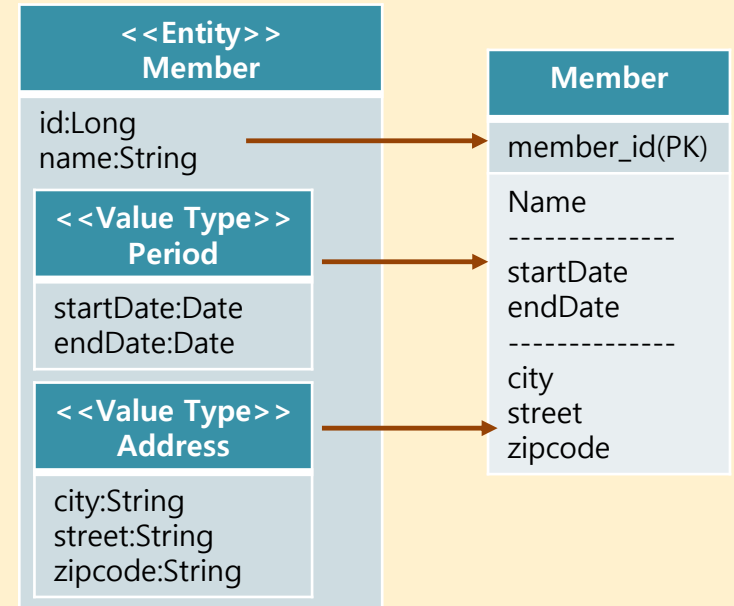 <<Entity>>
Member
id:Long
name:String
<<Value Type>>
Period
startDate:Date
endDate:Date
<<Value Type>>
Address
city:String
street:String
zipcode:String
Member
member_id(PK)
Name
--------------
startDate
endDate
--------------
city
street
zipcode